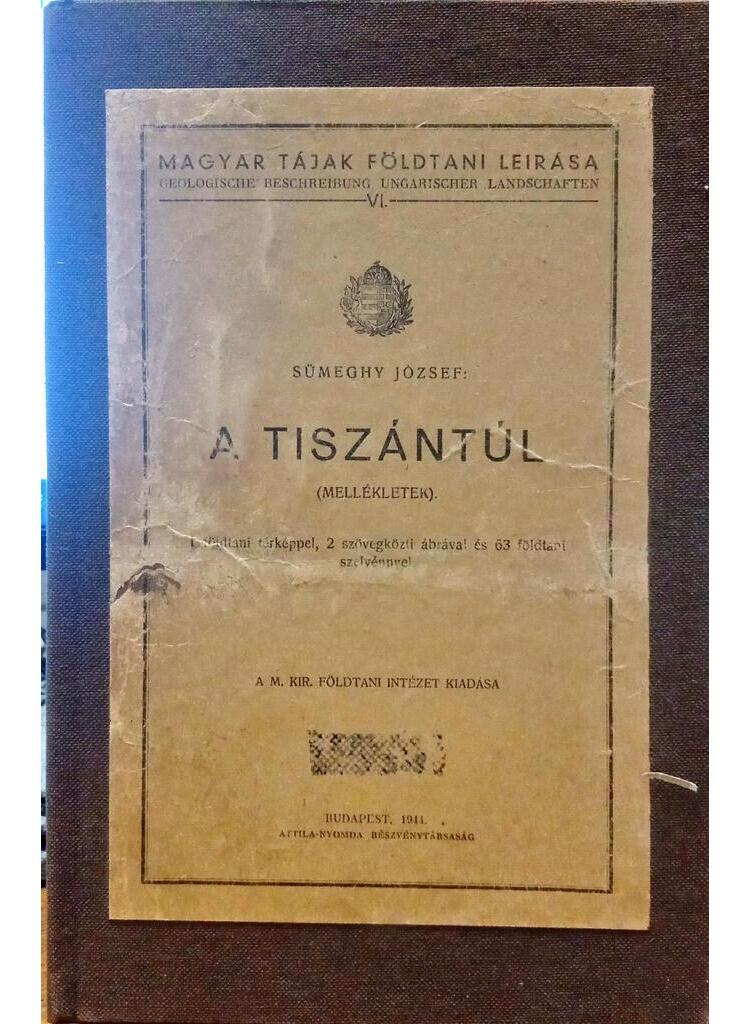 MAGYAR TÁJAK FÖLDTANI LEIRÁSA
GEOLOGISCHE BESCHREIBUNG UNGARISCHER LANDSCHAFTEN
VI.
SÜMEGHY JÓZSEF:
A TISZÁNTÚL
(MELLÉKLETEK).
földtani térképpel, 2 szövegközti ábrával és 63 földtani
szelvénnyel
A M. KIR. FÖLDTANI INTÉZET KIADÁSA
BUDAPEST, 1944.
ATTILA-NYOMDA RÉSZVÉNYTÁRSASÁG